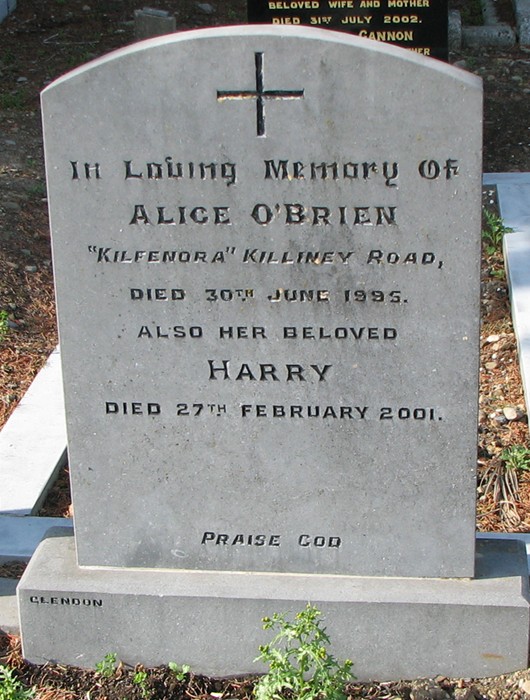 BELOVED WIFE AND MOTHER
DIED 31ST JULY 2002.
CANNON
In Loving Memory Of
ALICE O'BRIEN
"KILFENORA" KILLINEY ROAD,
DIED 30TH JUNE 1995.
ALSO HER BELOVED
HARRY
DIED 27TH FEBRUARY 2001.
PRAISE GOD
GLENDON